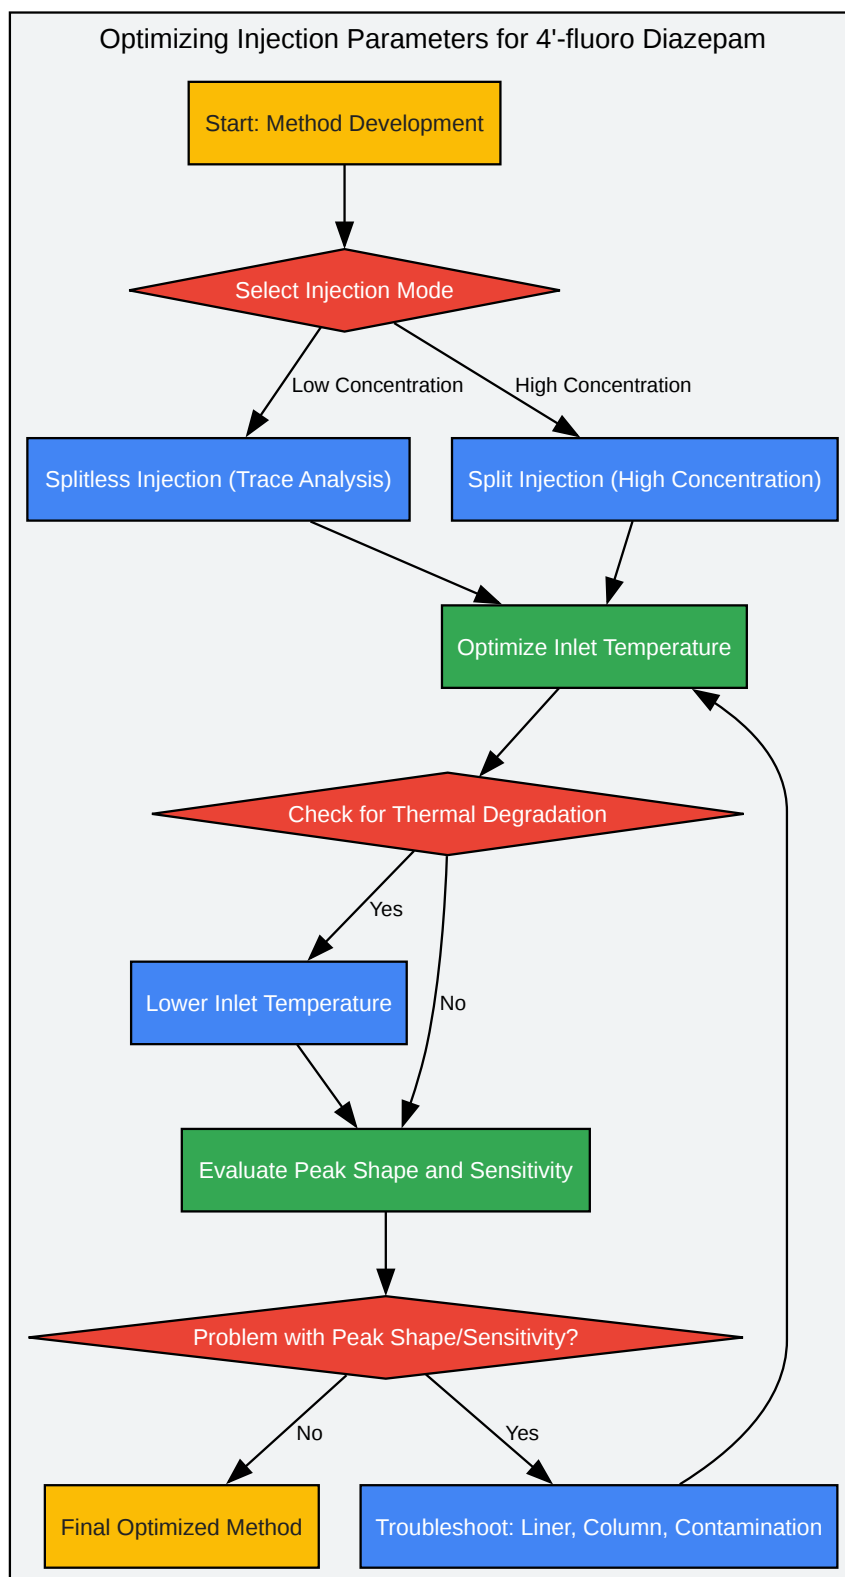 Optimizing Injection Parameters for 4'-fluoro Diazepam
Start: Method Development
Select Injection Mode
Low Concentration
High Concentration
Splitless Injection (Trace Analysis)
Split Injection (High Concentration)
Optimize Inlet Temperature
Check for Thermal Degradation
Yes
Lower Inlet Temperature
No
Evaluate Peak Shape and Sensitivity
Problem with Peak Shape/Sensitivity?
No
Yes
Final Optimized Method
Troubleshoot: Liner, Column, Contamination